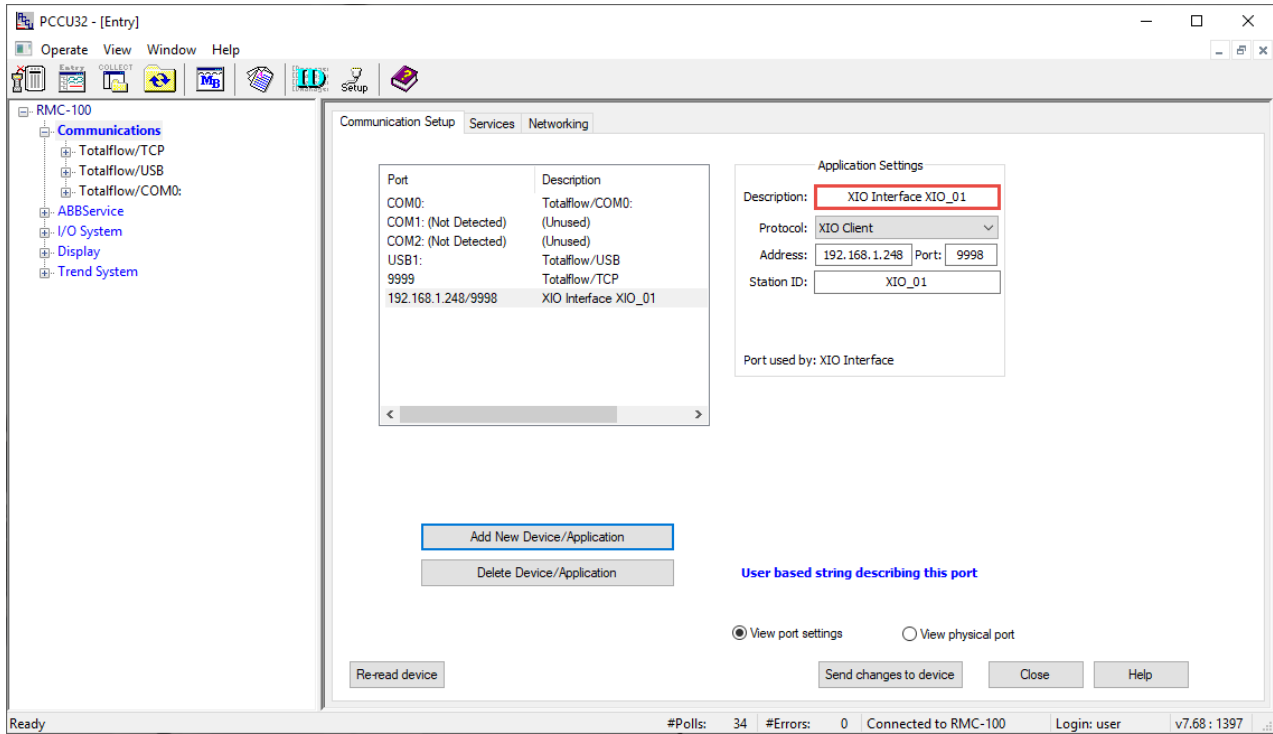 PCCU32 - [Entry]
Operate View Window Help
Entry COLLECT MB ID Setup
RMC-100
Communications
Totalflow/TCP
Totalflow/USB
Totalflow/COM0:
ABBService
I/O System
Display
Trend System
Communication Setup Services Networking
Port Description
COM0: Totalflow/COM0:
COM1: (Not Detected) (Unused)
COM2: (Not Detected) (Unused)
USB1: Totalflow/USB
9999 Totalflow/TCP
192.168.1.248/9998 XIO Interface XIO_01
Application Settings
Description: XIO Interface XIO_01
Protocol: XIO Client
Address: 192.168.1.248 Port: 9998
Station ID: XIO_01
Port used by: XIO Interface
Add New Device/Application
Delete Device/Application
User based string describing this port
View port settings View physical port
Re-read device Send changes to device Close Help
Ready #Polls: 34 #Errors: 0 Connected to RMC-100 Login: user v7.68 : 1397